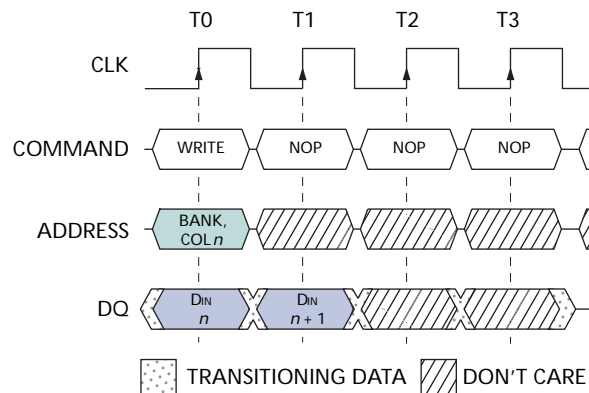 T0 T1 T2 T3
CLK
COMMAND WRITE NOP NOP NOP
ADDRESS BANK,
COL n
DQ DIN DIN
n n + 1
TRANSITIONING DATA DON'T CARE